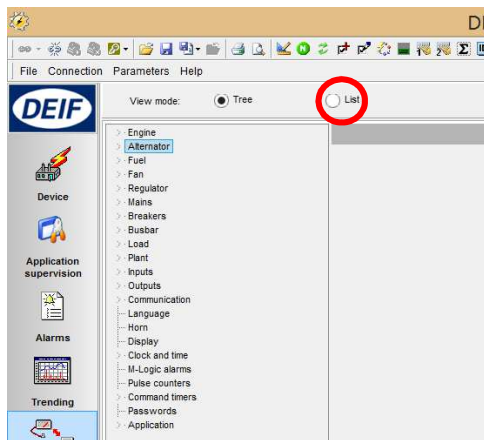 D
File Connection Parameters Help
DEIF
View mode: Tree List
Device
Application
supervision
Alarms
Trending
Engine
Alternator
Fuel
Fan
Regulator
Mains
Breakers
Busbar
Load
Plant
Inputs
Outputs
Communication
Language
Horn
Display
Clock and time
M-Logic alarms
Pulse counters
Command timers
Passwords
Application